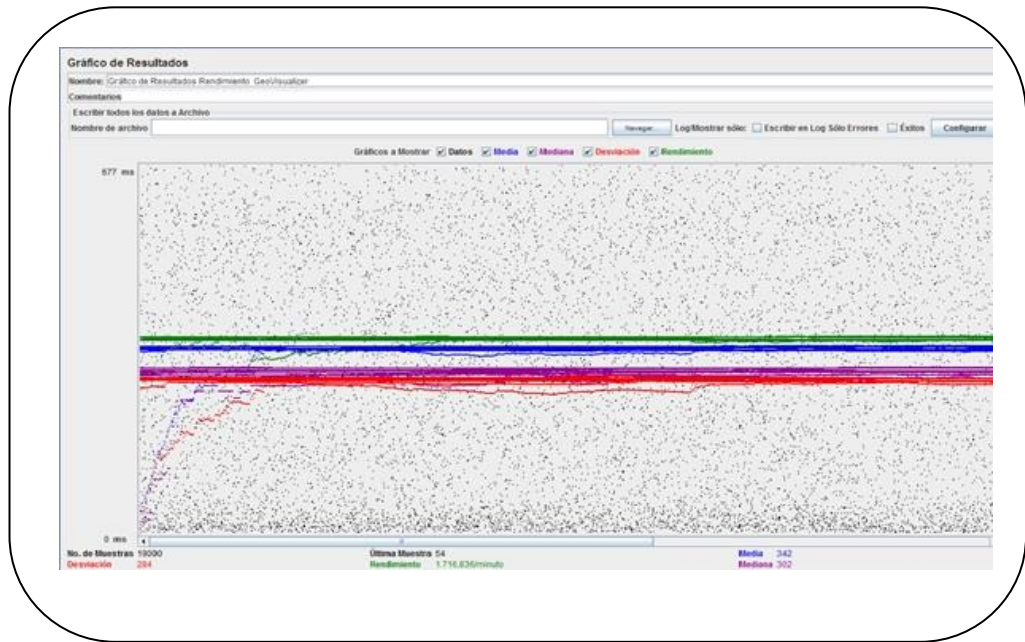 Gráfico de Resultados
Nombre: Gráfico de Resultados Rendimiento GeoVisualizer
Comentarios
Escribir todos los datos a Archivo
Nombre de archivo Navegar... Log/Mostrar sólo: Escribir en Log Sólo Errores Éxitos Configurar
Gráficos a Mostrar Datos Media Mediana Desviación Rendimiento
677 ms
0 ms
No. de Muestras 19000 Última Muestra 54 Media 342
Desviación 284 Rendimiento 1.716,836/minuto Mediana 302